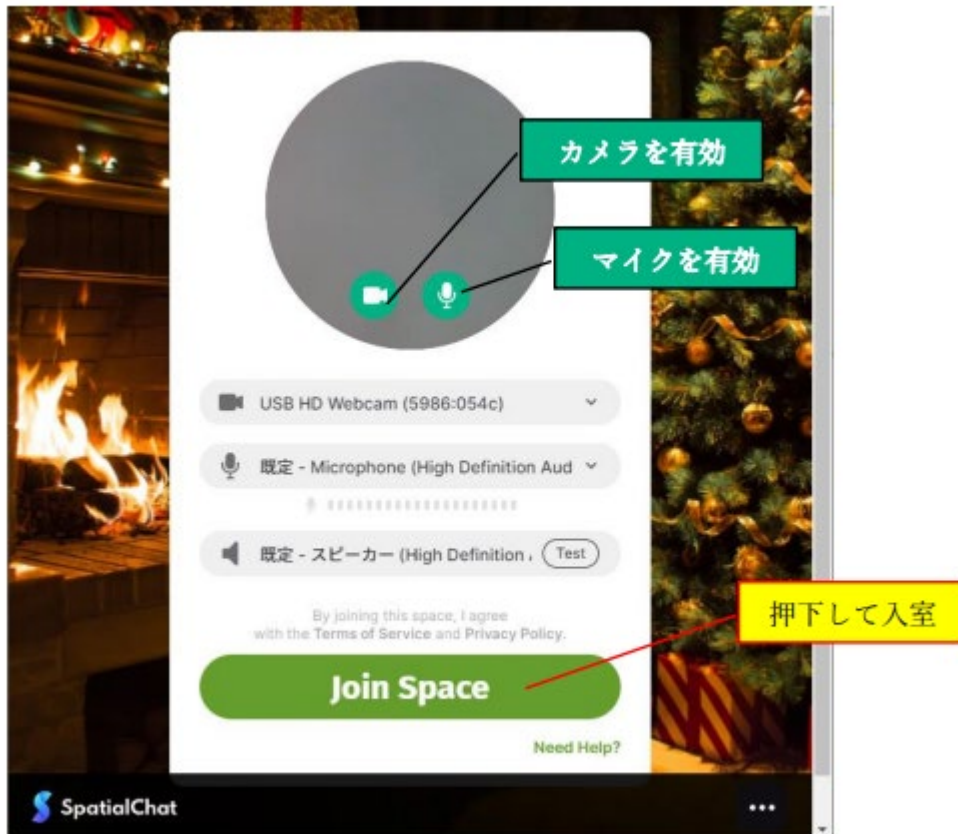 カメラを有効
マイクを有効
USB HD Webcam (5986:054c)
既定 - Microphone (High Definition Aud
既定 - スピーカー (High Definition . Test
By joining this space, I agree
with the Terms of Service and Privacy Policy.
押下して入室
Join Space
Need Help?
SpatialChat